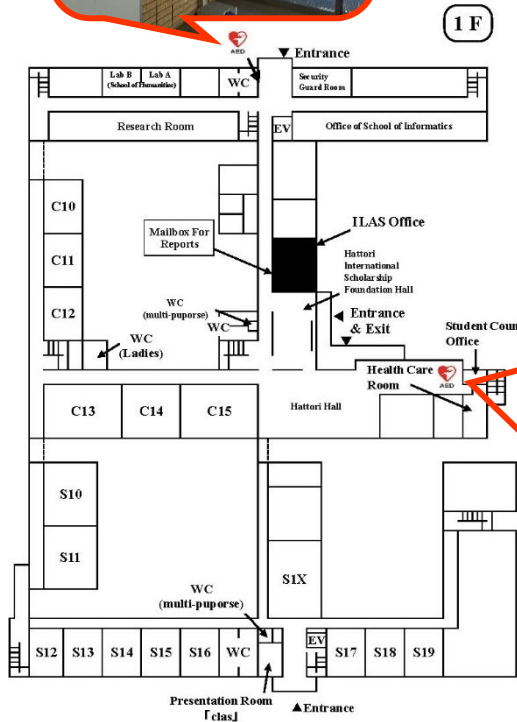 1 F
AED
Entrance
Lab B Lab A
(School of Humanities)
WC
Security
Guard Room
Research Room
EV
Office of School of Informatics
C10
Mailbox For
Reports
ILAS Office
C11
Hattori
International
Scholarship
Foundation Hall
C12
WC
(multi-puporse)
WC
Entrance
& Exit
WC
(Ladies)
Student Coun
Office
Health Care
Room
AED
C13
C14
C15
Hattori Hall
S10
S11
S1X
WC
(multi-puporse)
S12
S13
S14
S15
S16
WC
EV
S17
S18
S19
Presentation Room
「clas」
Entrance